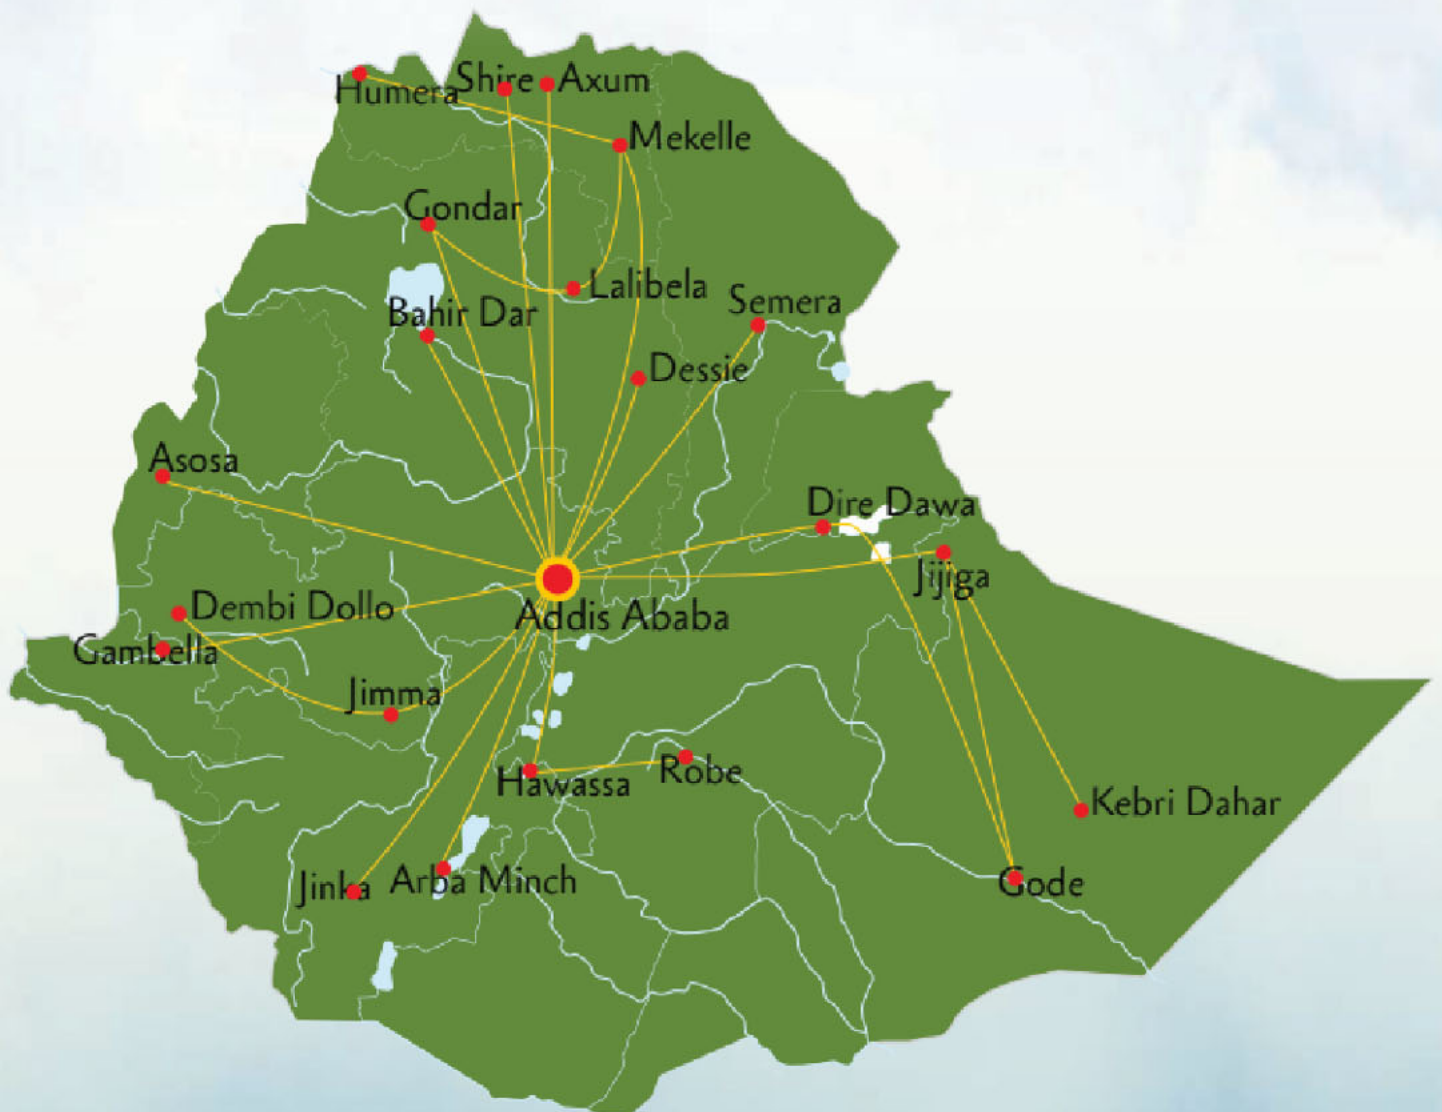 Humera
Shire
Axum
Mekelle
Gondar
Lalibela
Semera
Bahir Dar
Dessie
Asosa
Dire Dawa
Jijiga
Dembi Dollo
Addis Ababa
Gambella
Jimma
Hawassa
Robe
Kebri Dahar
Jinka
Arba Minch
Gode